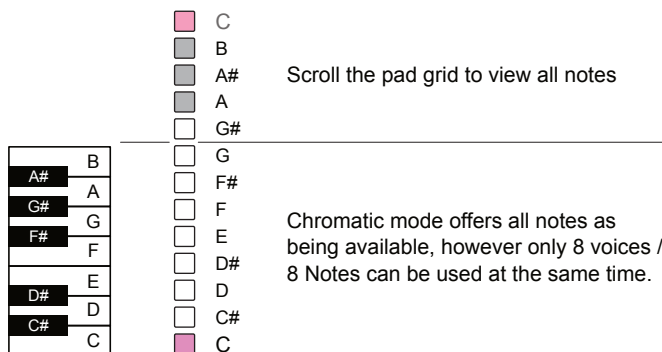 C
B
A#
Scroll the pad grid to view all notes
A
G#
G
F#
F
E
D#
D
C#
C
Chromatic mode offers all notes as
being available, however only 8 voices /
8 Notes can be used at the same time.
B
A#
A
G#
G
F#
F
E
D#
D
C#
C